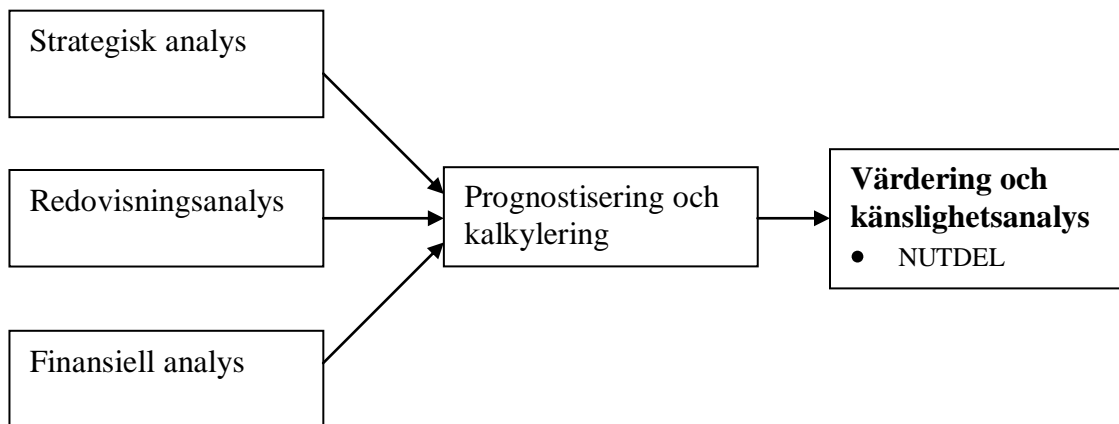 Strategisk analys
Redovisningsanalys
Finansiell analys
Prognostisering och
kalkylering
Värdering och
känslighetsanalys
• NUTDEL